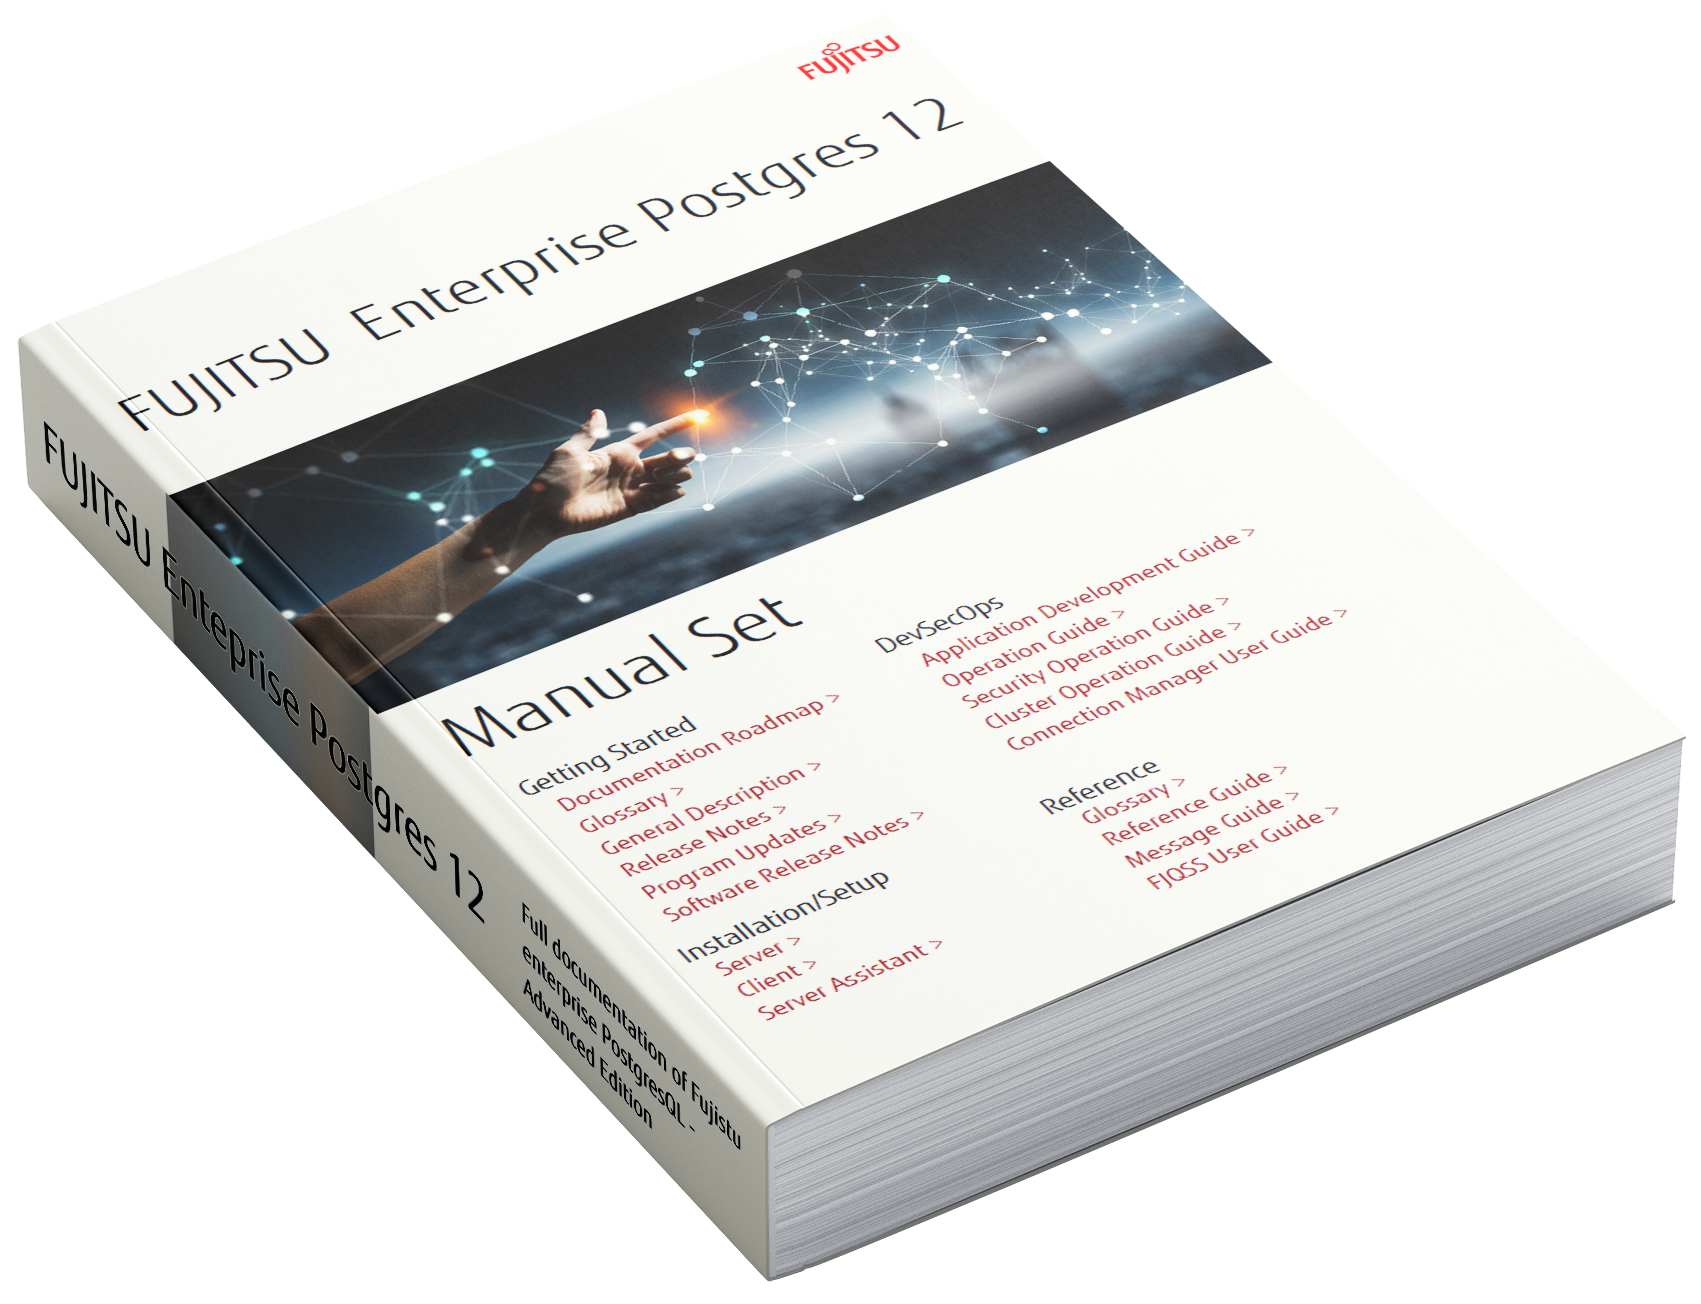 FUJITSU
FUJITSU Enterprise Postgres 12
Manual Set
Getting Started
Documentation Roadmap >
Glossary >
General Description >
Release Notes >
Program Updates >
Software Release Notes >
Installation/Setup
Server >
Client >
Server Assistant >
DevSecOps
Application Development Guide >
Operation Guide >
Security Operation Guide >
Cluster Operation Guide >
Connection Manager User Guide >
Reference
Glossary >
Reference Guide >
Message Guide >
FJQSS User Guide >
FUJITSU Enteprise Postgres 12
Full documentation of Fujistu
enterprise PostgresQL -
Advanced Edition